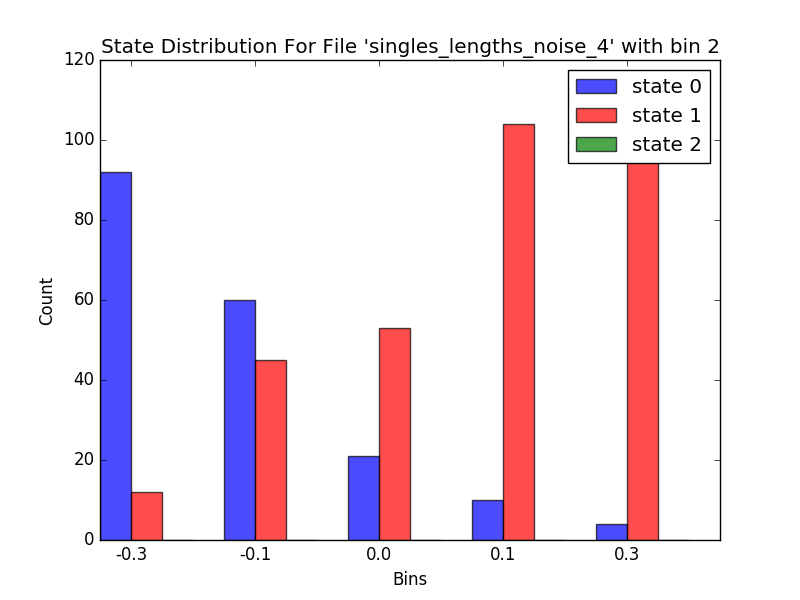 State Distribution For File 'singles_lengths_noise_4' with bin 2
120
100
80
60
40
20
0
Count
state 0
state 1
state 2
-0.3 -0.1 0.0 0.1 0.3
Bins